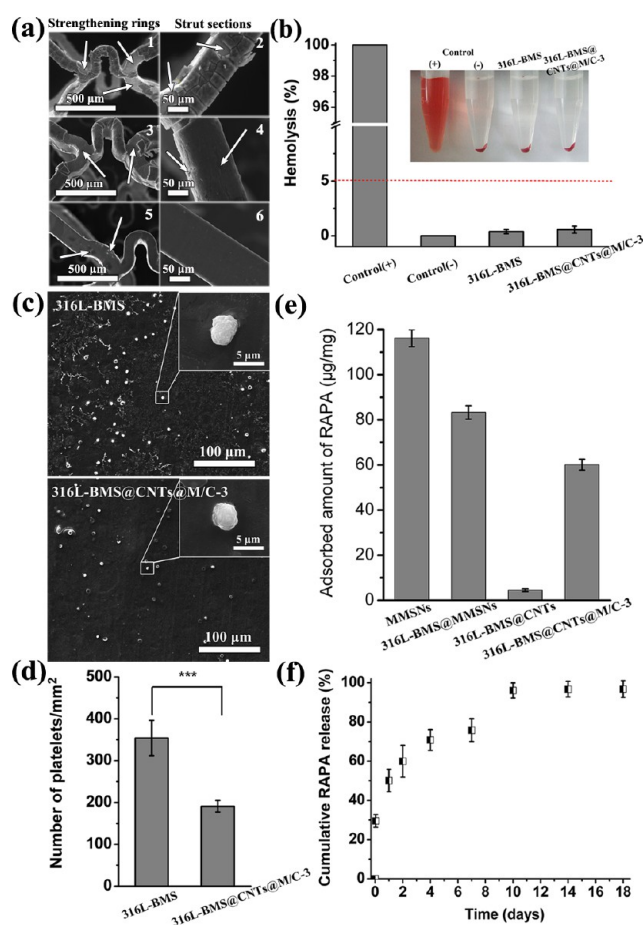 (a)
Strengthening rings
Strut sections
1
500 µm
2
50 µm
3
500 µm
4
50 µm
5
500 µm
6
50 µm
(b)
Hemolysis (%)
100
98
96
5
0
Control
(+)
(-)
316L-BMS
316L-BMS@
CNTs@M/C-3
Control(+)
Control(-)
316L-BMS
316L-BMS@CNTs@M/C-3
(c)
316L-BMS
5 µm
100 µm
316L-BMS@CNTs@M/C-3
5 µm
100 µm
(d)
Number of platelets/mm²
400
300
200
100
0
***
316L-BMS
316L-BMS@CNTs@M/C-3
(e)
Adsorbed amount of RAPA (µg/mg)
120
100
80
60
40
20
0
MMSNs
316L-BMS@MMSNs
316L-BMS@CNTs
316L-BMS@CNTs@M/C-3
(f)
Cumulative RAPA release (%)
100
80
60
40
20
0
0
2
4
6
8
10
12
14
16
18
Time (days)